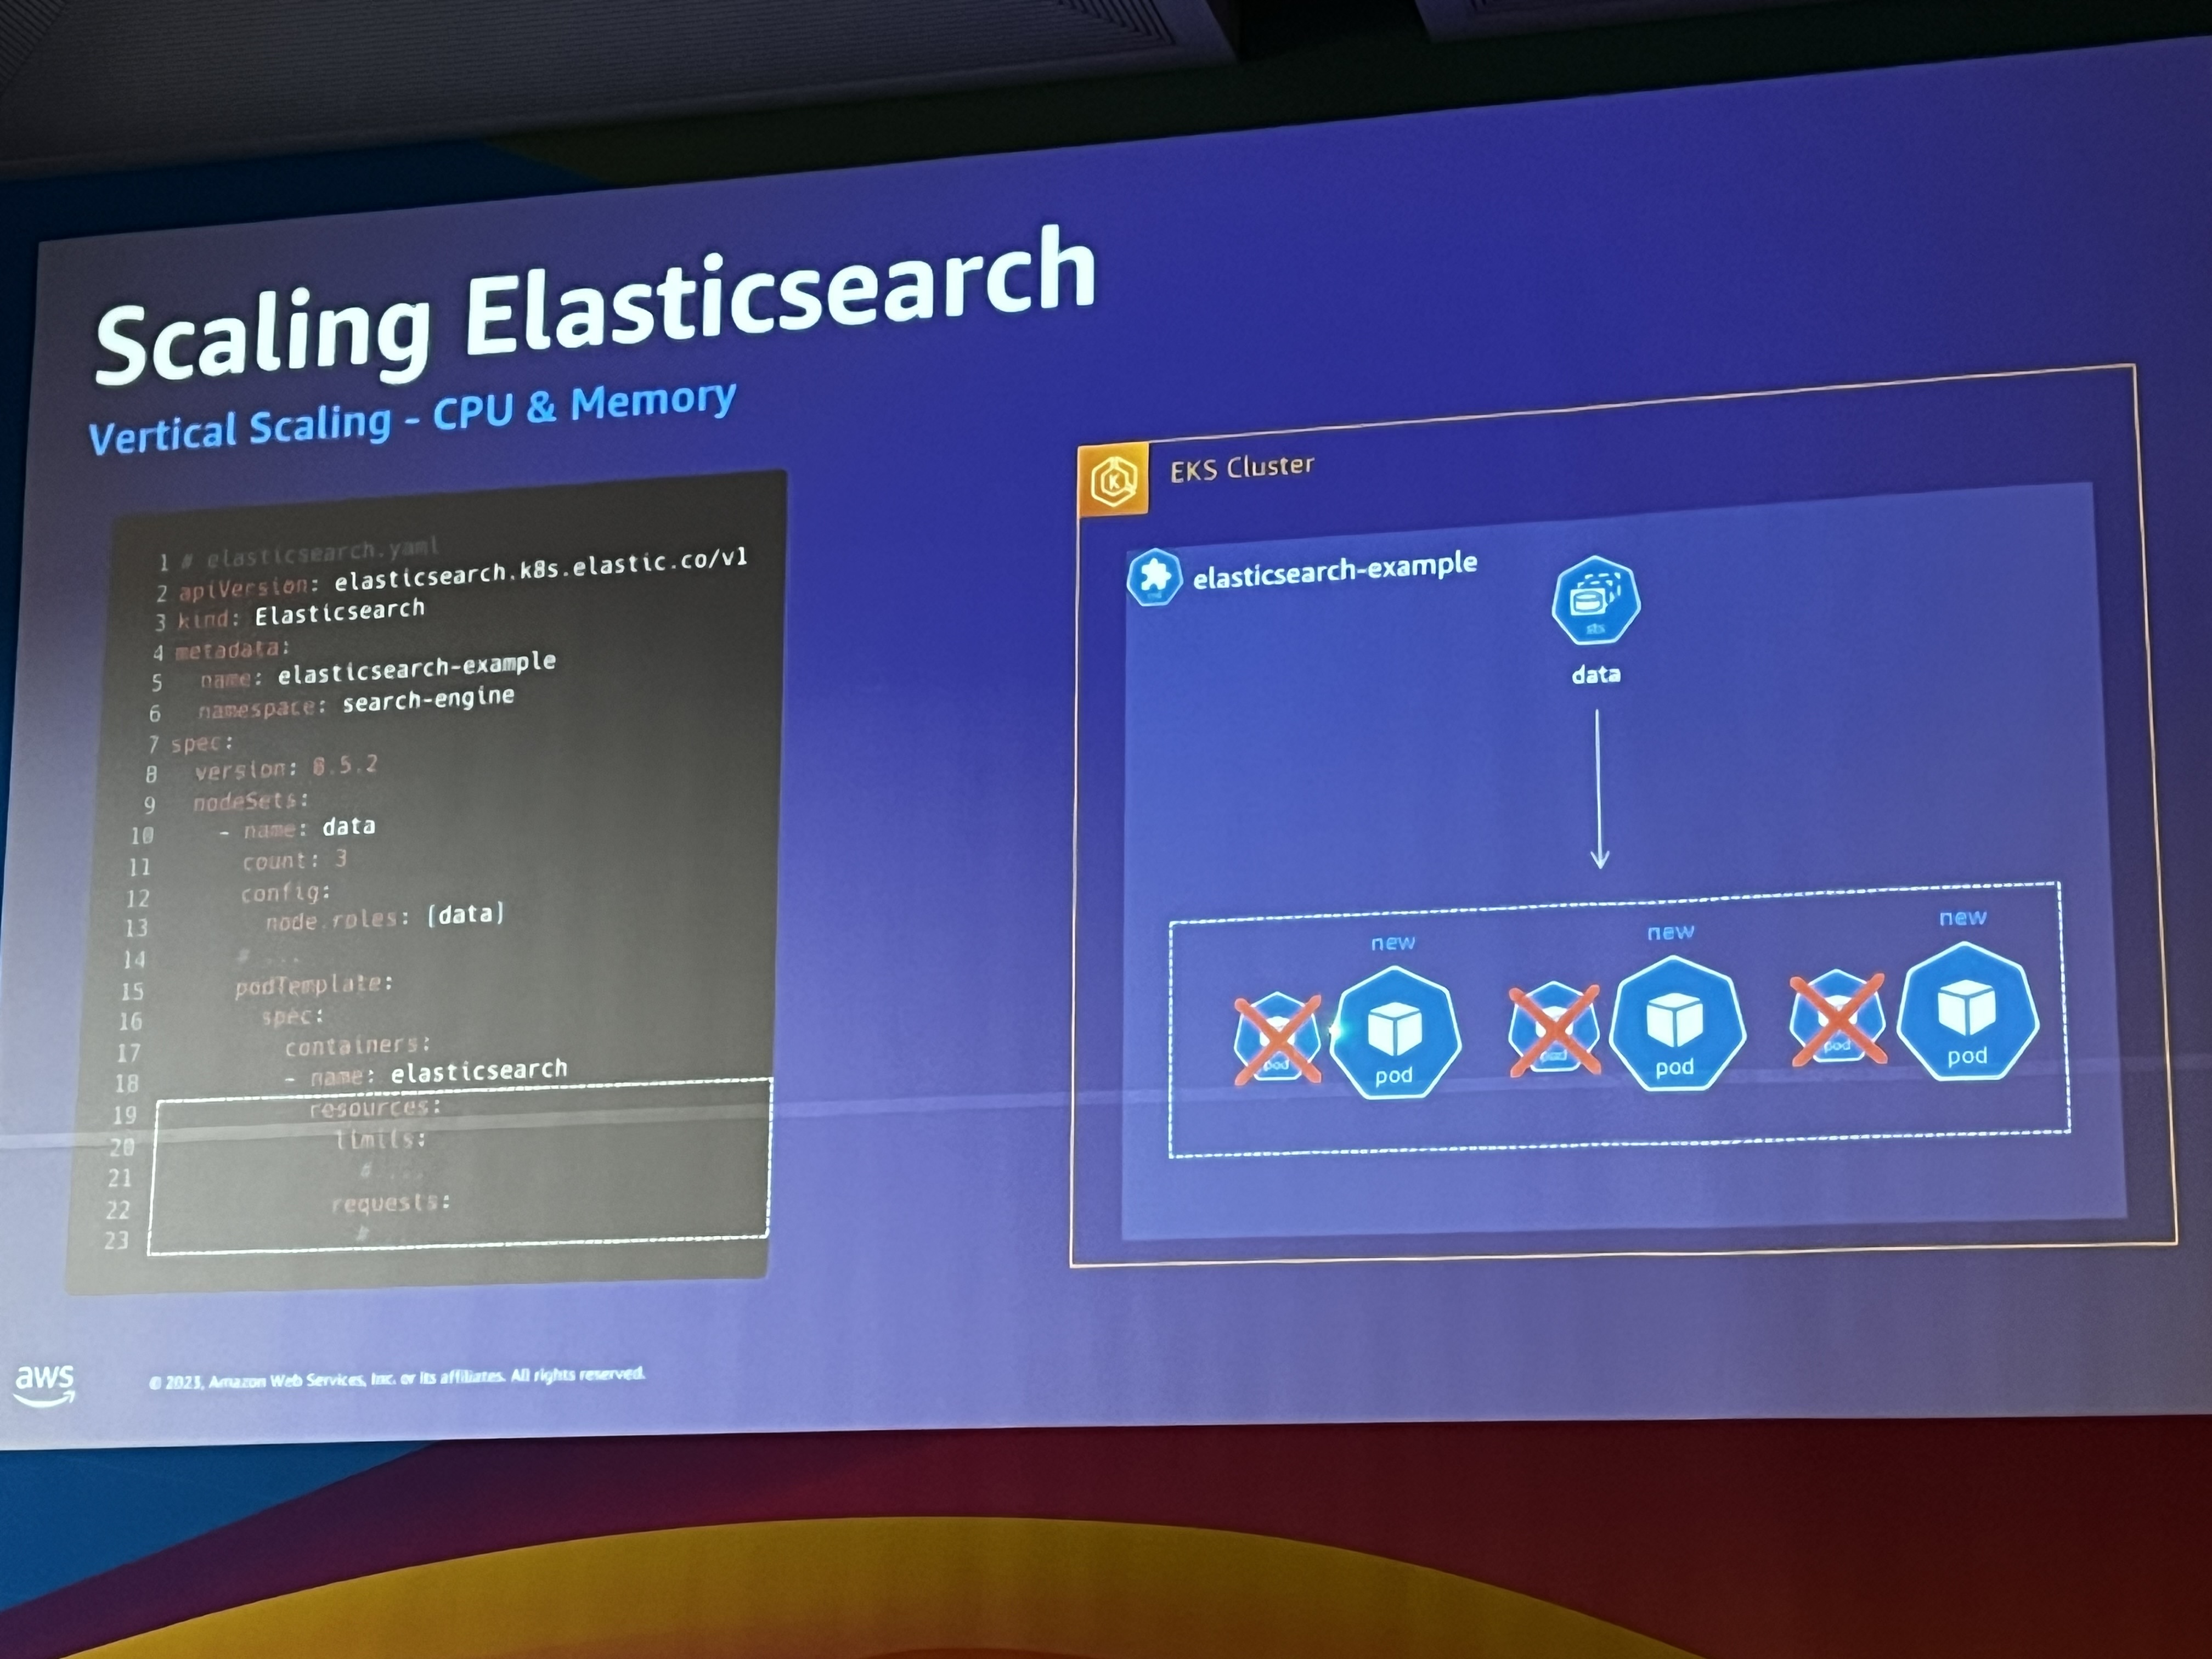 Scaling Elasticsearch
Vertical Scaling - CPU & Memory
1 # elasticsearch.yaml
2 apiVersion: elasticsearch.k8s.elastic.co/v1
3 kind: Elasticsearch
4 metadata:
5 name: elasticsearch-example
6 namespace: search-engine
7 spec:
8 version: 8.5.2
9 nodeSets:
10 - name: data
11 count: 3
12 config:
13 node.roles: [data]
14 # ...
15 podTemplate:
16 spec:
17 containers:
18 - name: elasticsearch
19 resources:
20 limits:
21 # ...
22 requests:
23 #
EKS Cluster
elasticsearch-example
sts
data
new
new
new
pod
pod
pod
pod
pod
pod
aws
© 2023, Amazon Web Services, Inc. or its affiliates. All rights reserved.